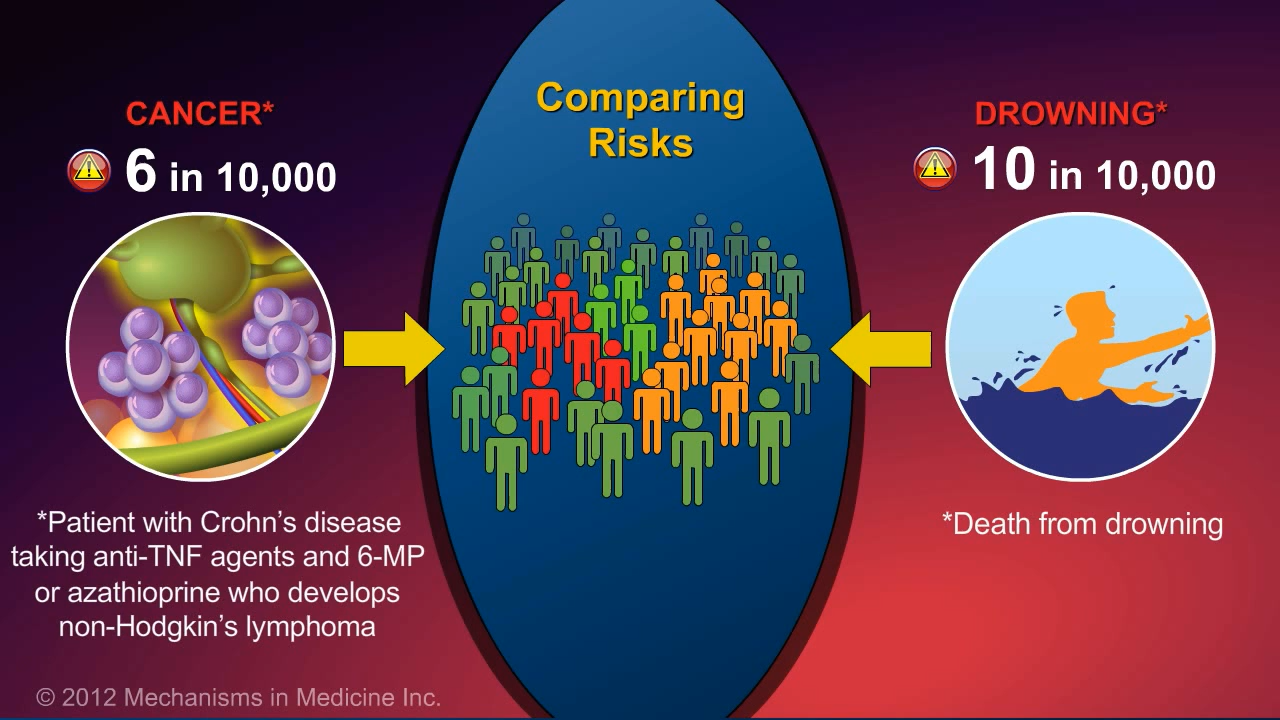 Comparing
Risks
CANCER*
6 in 10,000
*Patient with Crohn's disease
taking anti-TNF agents and 6-MP
or azathioprine who develops
non-Hodgkin's lymphoma
DROWNING*
10 in 10,000
*Death from drowning
© 2012 Mechanisms in Medicine Inc.